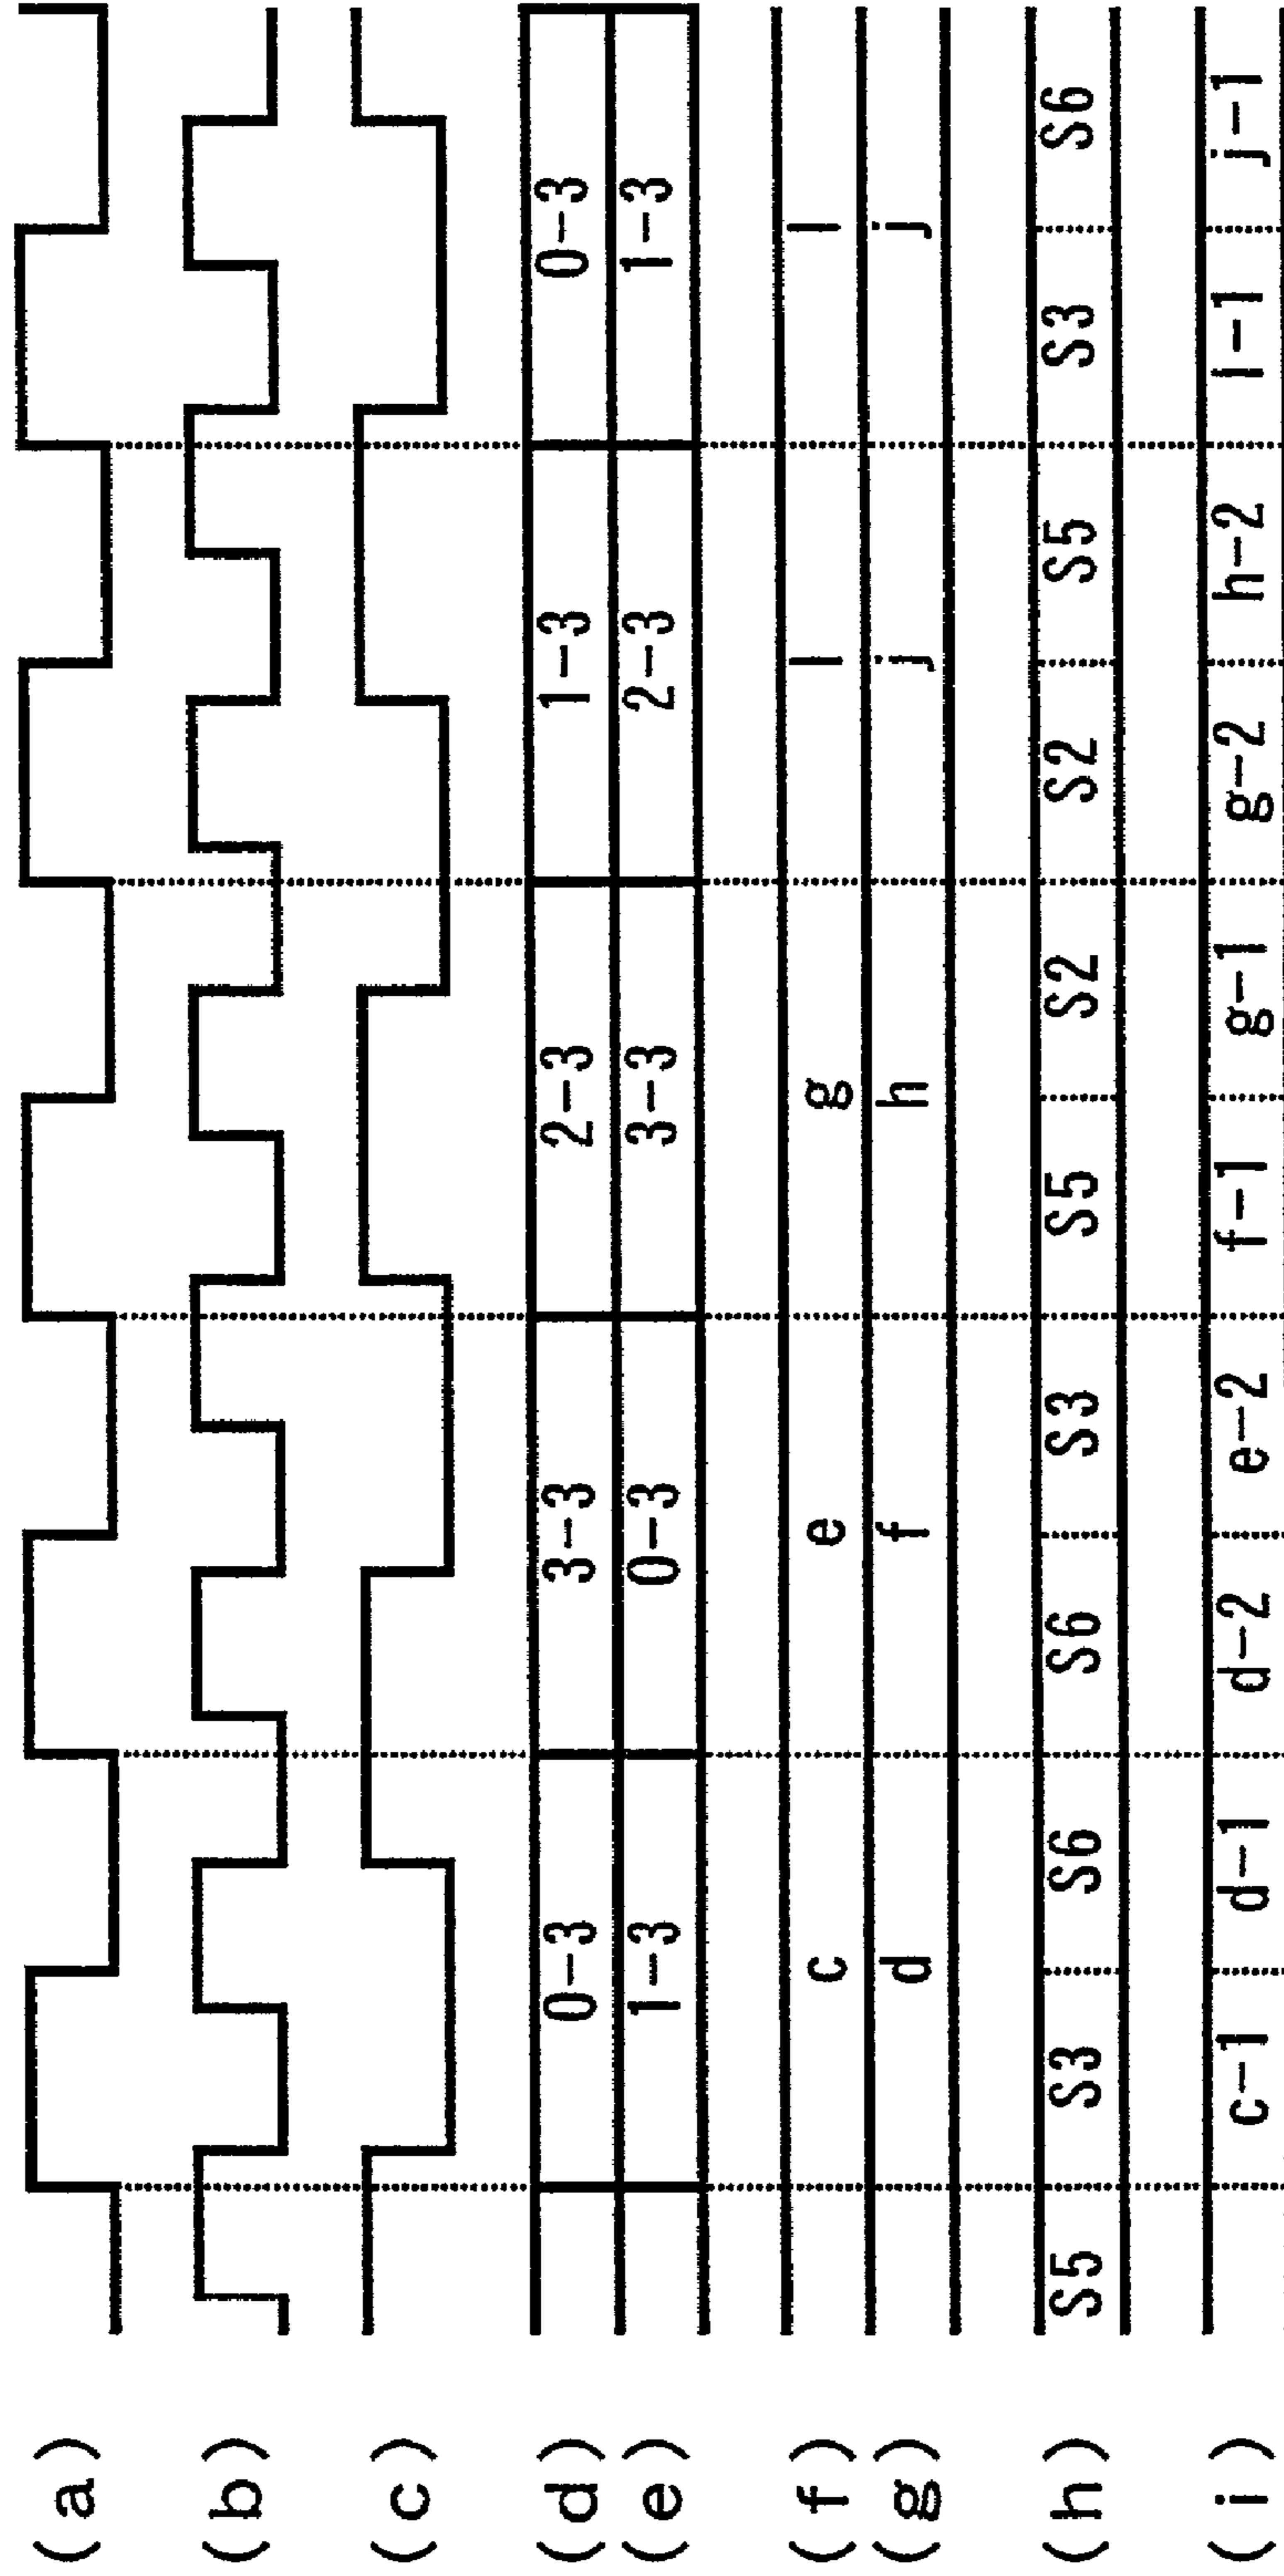 (a)
(b)
(c)
(d) 0-3 3-3 2-3 1-3 0-3
(e) 1-3 0-3 3-3 2-3 1-3
(f) c e g l l
(g) d f h j j
(h) S5 S3 S6 S6 S3 S5 S2 S2 S5 S3 S6
(i) c-1 d-1 d-2 e-2 f-1 g-1 g-2 h-2 l-1 j-1